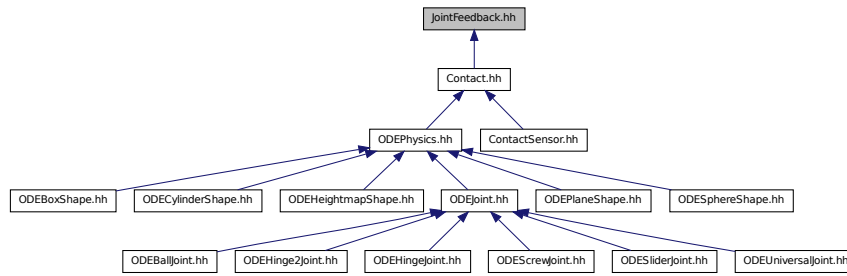 JointFeedback.hh
Contact.hh
ODEPhysics.hh
ContactSensor.hh
ODEBoxShape.hh
ODECylinderShape.hh
ODEHeightmapShape.hh
ODEJoint.hh
ODEPlaneShape.hh
ODESphereShape.hh
ODEBallJoint.hh
ODEHinge2Joint.hh
ODEHingeJoint.hh
ODEScrewJoint.hh
ODESliderJoint.hh
ODEUniversalJoint.hh